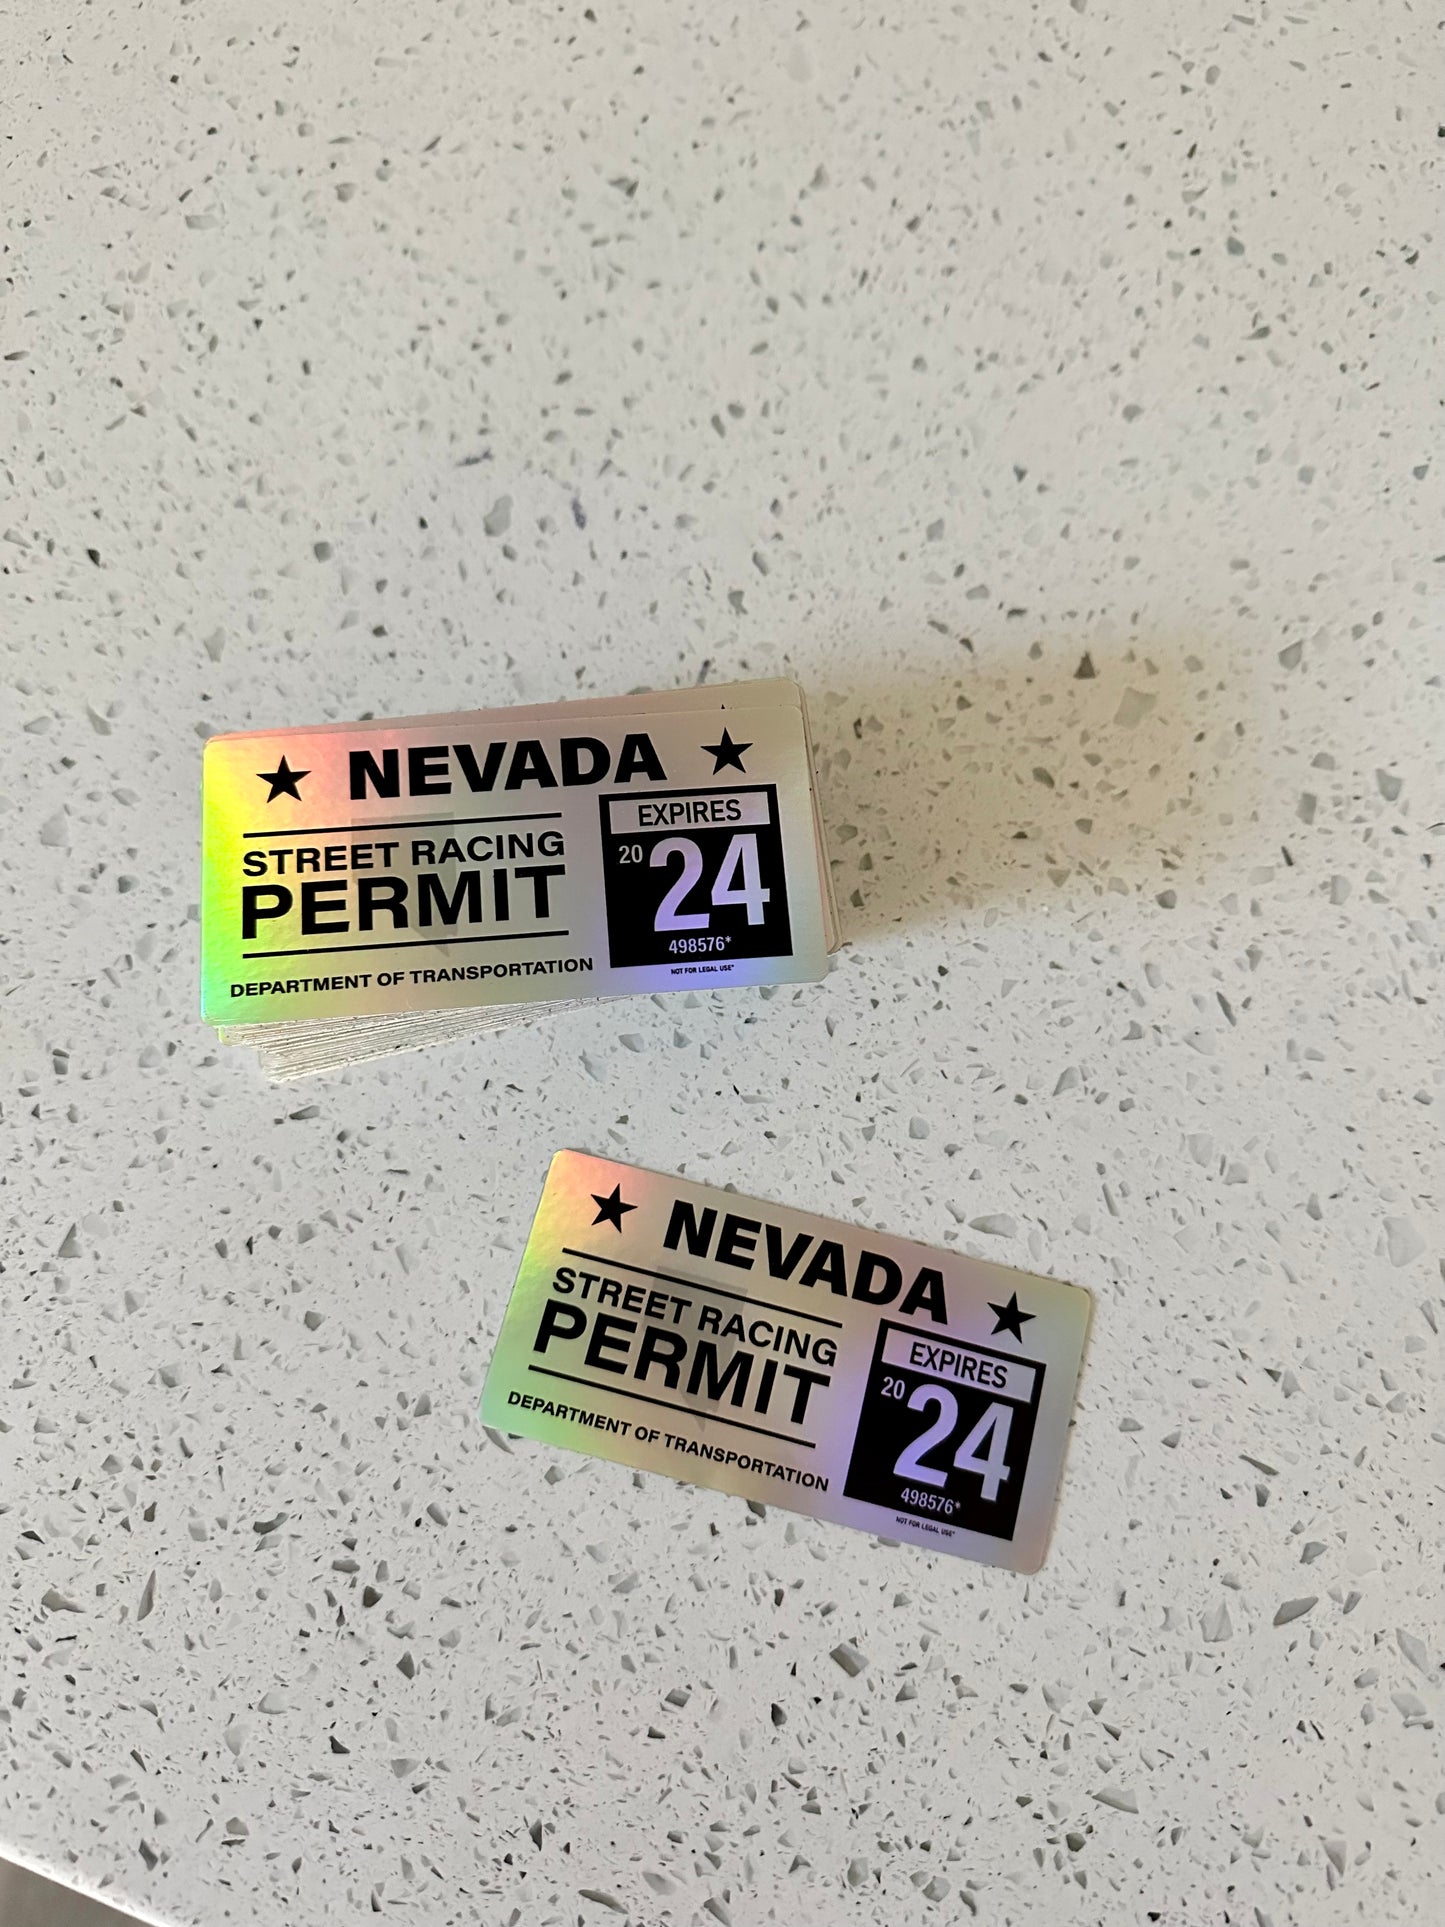 ★ NEVADA ★
STREET RACING
PERMIT
DEPARTMENT OF TRANSPORTATION
EXPIRES
20 24
498576*
NOT FOR LEGAL USE*
★ NEVADA ★
STREET RACING
PERMIT
DEPARTMENT OF TRANSPORTATION
EXPIRES
20 24
498576*
NOT FOR LEGAL USE*